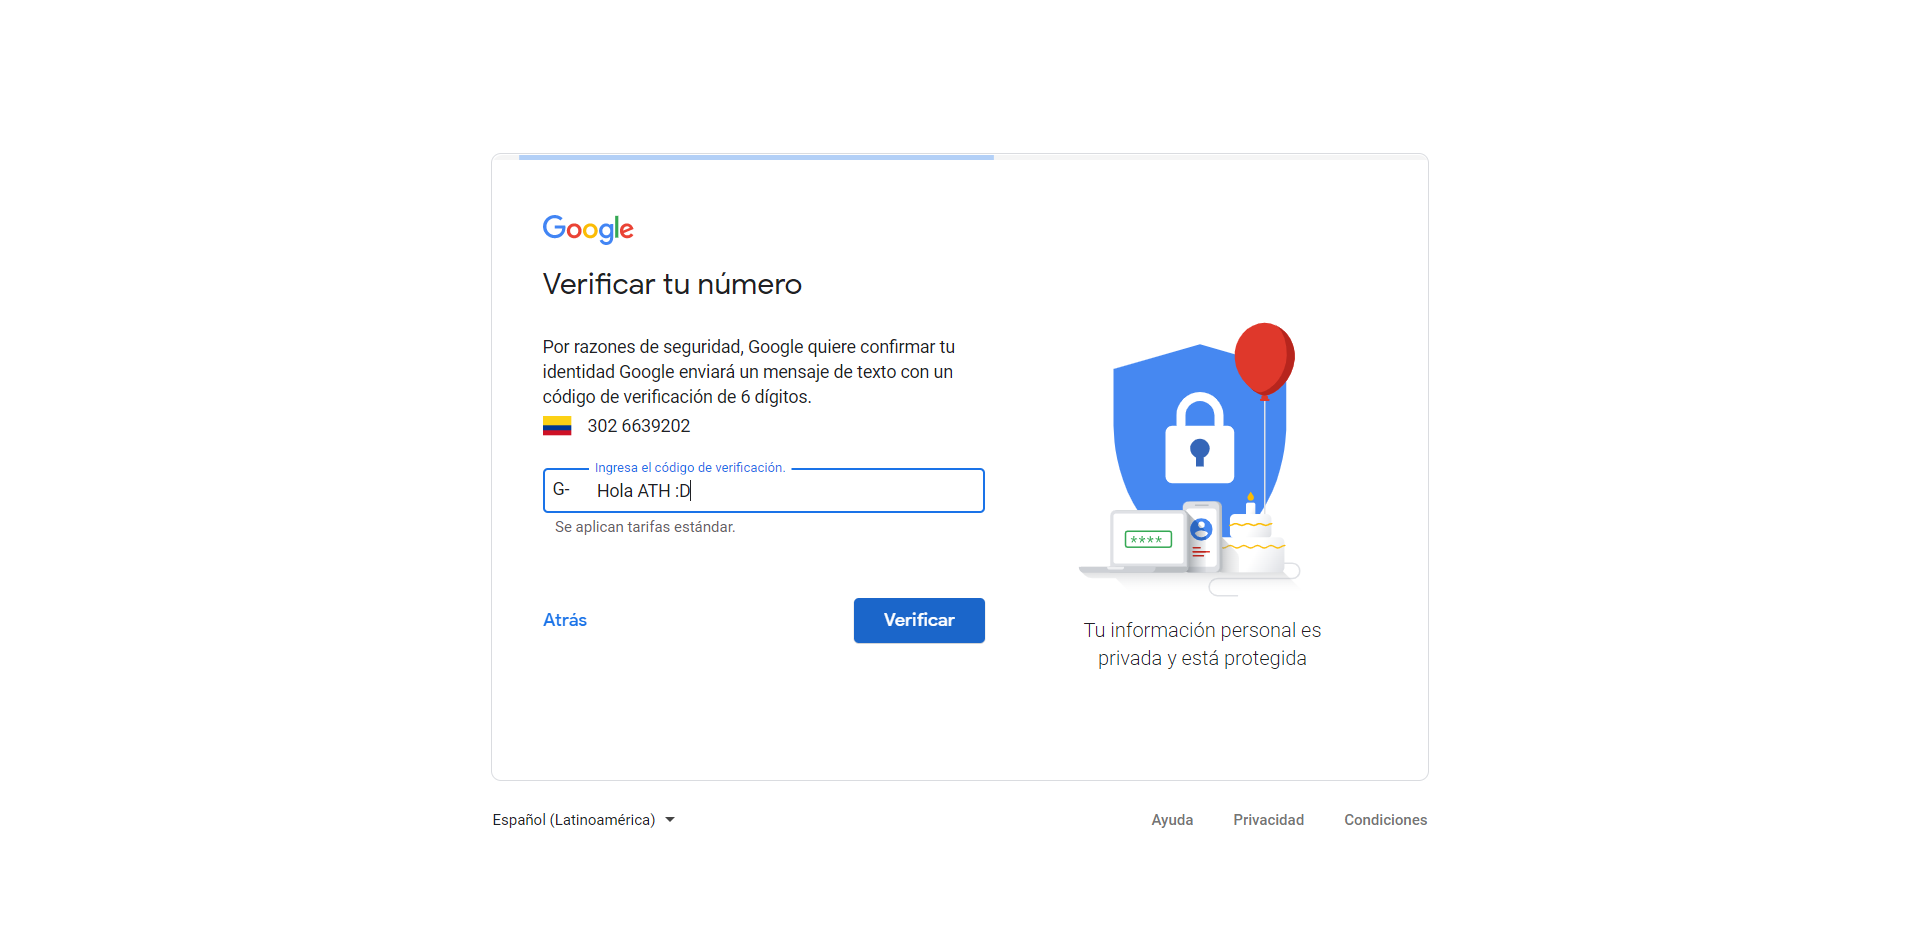 Google
Verificar tu número
Por razones de seguridad, Google quiere confirmar tu
identidad Google enviará un mensaje de texto con un
código de verificación de 6 dígitos.
302 6639202
Ingresa el código de verificación.
G- Hola ATH :D
Se aplican tarifas estándar.
Atrás
Verificar
****
Tu información personal es
privada y está protegida
Español (Latinoamérica)
Ayuda Privacidad Condiciones